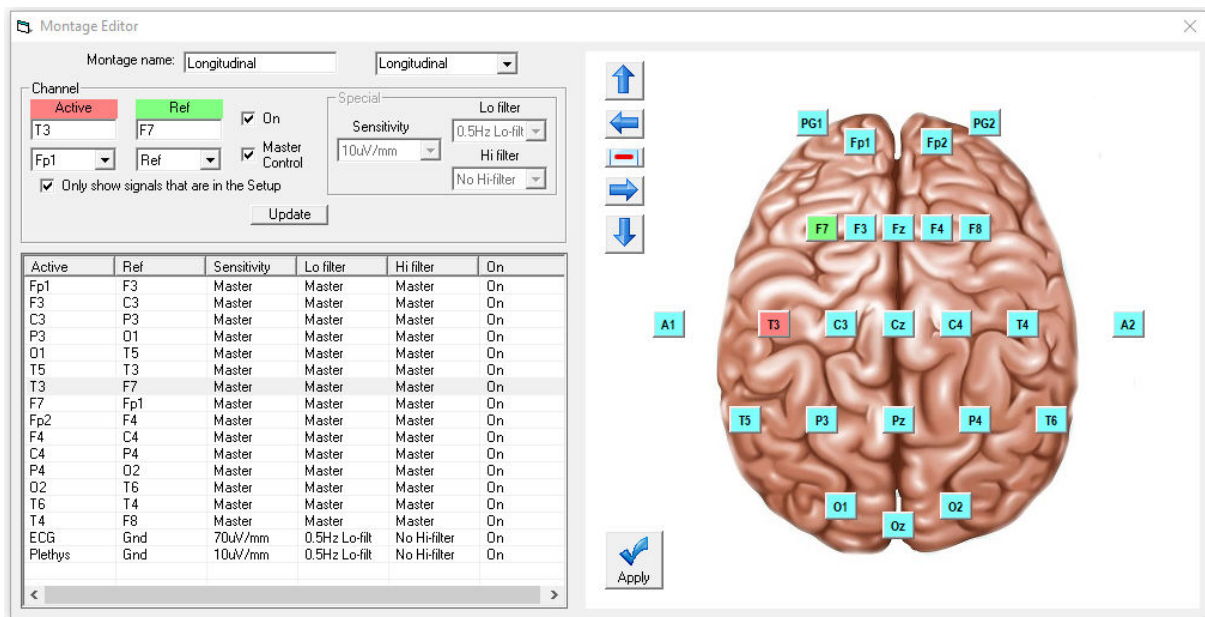 Montage Editor
Montage name: Longitudinal Longitudinal
Channel
Active Ref
T3 F7
Fp1 Ref
On
Master Control
Only show signals that are in the Setup
Update
Special
Sensitivity
10uV/mm
Lo filter
0.5Hz Lo-filt
Hi filter
No Hi-filter
Active Ref Sensitivity Lo filter Hi filter On
Fp1 F3 Master Master Master On
F3 C3 Master Master Master On
C3 P3 Master Master Master On
P3 O1 Master Master Master On
O1 T5 Master Master Master On
T5 T3 Master Master Master On
T3 F7 Master Master Master On
F7 Fp1 Master Master Master On
Fp2 F4 Master Master Master On
F4 C4 Master Master Master On
C4 P4 Master Master Master On
P4 O2 Master Master Master On
O2 T6 Master Master Master On
T6 T4 Master Master Master On
T4 F8 Master Master Master On
ECG Gnd 70uV/mm 0.5Hz Lo-filt No Hi-filter On
Plethys Gnd 10uV/mm 0.5Hz Lo-filt No Hi-filter On
PG1 PG2
Fp1 Fp2
F7 F3 Fz F4 F8
A1 T3 C3 Cz C4 T4 A2
T5 P3 Pz P4 T6
O1 O2
Oz
Apply